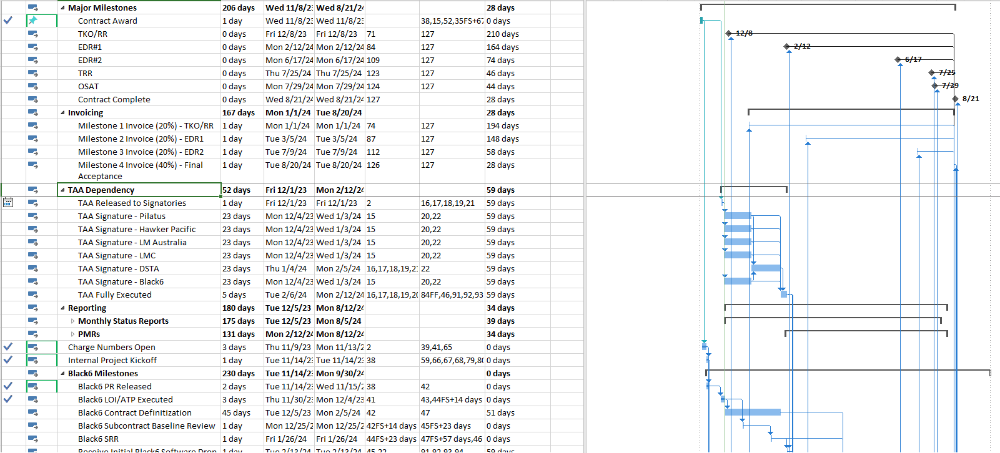 Major Milestones 206 days Wed 11/8/23 Wed 8/21/24 28 days
Contract Award 1 day Wed 11/8/23 Wed 11/8/23 38,15,52,35FS+67 0 days
TKO/RR 0 days Fri 12/8/23 Fri 12/8/23 71 127 210 days 12/8
EDR#1 0 days Mon 2/12/24 Mon 2/12/24 84 127 164 days 2/12
EDR#2 0 days Mon 6/17/24 Mon 6/17/24 109 127 74 days 6/17
TRR 0 days Thu 7/25/24 Thu 7/25/24 123 127 46 days 7/25
OSAT 0 days Mon 7/29/24 Mon 7/29/24 124 127 44 days 7/29
Contract Complete 0 days Wed 8/21/24 Wed 8/21/24 127 28 days 8/21
Invoicing 167 days Mon 1/1/24 Tue 8/20/24 28 days
Milestone 1 Invoice (20%) - TKO/RR 1 day Mon 1/1/24 Mon 1/1/24 74 127 194 days
Milestone 2 Invoice (20%) - EDR1 1 day Tue 3/5/24 Tue 3/5/24 87 127 148 days
Milestone 3 Invoice (20%) - EDR2 1 day Tue 7/9/24 Tue 7/9/24 112 127 58 days
Milestone 4 Invoice (40%) - Final 1 day Tue 8/20/24 Tue 8/20/24 126 127 28 days
Acceptance
TAA Dependency 52 days Fri 12/1/23 Mon 2/12/24 59 days
TAA Released to Signatories 1 day Fri 12/1/23 Fri 12/1/23 2 16,17,18,19,21 59 days
TAA Signature - Pilatus 23 days Mon 12/4/23 Wed 1/3/24 15 20,22 59 days
TAA Signature - Hawker Pacific 23 days Mon 12/4/23 Wed 1/3/24 15 20,22 59 days
TAA Signature - LM Australia 23 days Mon 12/4/23 Wed 1/3/24 15 20,22 59 days
TAA Signature - LMC 23 days Mon 12/4/23 Wed 1/3/24 15 20,22 59 days
TAA Signature - DSTA 23 days Thu 1/4/24 Mon 2/5/24 16,17,18,19,21 22 59 days
TAA Signature - Black6 23 days Mon 12/4/23 Wed 1/3/24 15 20,22 59 days
TAA Fully Executed 5 days Tue 2/6/24 Mon 2/12/24 16,17,18,19,20 84FF,46,91,92,93 59 days
Reporting 180 days Tue 12/5/23 Mon 8/12/24 34 days
Monthly Status Reports 175 days Tue 12/5/23 Mon 8/5/24 39 days
PMRs 131 days Mon 2/12/24 Mon 8/12/24 34 days
Charge Numbers Open 3 days Thu 11/9/23 Mon 11/13/2 2 39,41,65 0 days
Internal Project Kickoff 1 day Tue 11/14/23 Tue 11/14/23 38 59,66,67,68,79,80 0 days
Black6 Milestones 230 days Tue 11/14/23 Mon 9/30/24 0 days
Black6 PR Released 2 days Tue 11/14/23 Wed 11/15/2 38 42 0 days
Black6 LOI/ATP Executed 3 days Thu 11/30/23 Mon 12/4/23 41 43,44FS+14 days 0 days
Black6 Contract Definitization 45 days Tue 12/5/23 Mon 2/5/24 42 47 51 days
Black6 Subcontract Baseline Review 1 day Mon 12/25/2 Mon 12/25/2 42FS+14 days 45FS+23 days 0 days
Black6 SRR 1 day Fri 1/26/24 Fri 1/26/24 44FS+23 days 47FS+57 days,46 0 days
Receive Initial Black6 Software Drop 1 day Tue 2/13/24 Tue 2/13/24 45,22 91,92,93,94 59 days